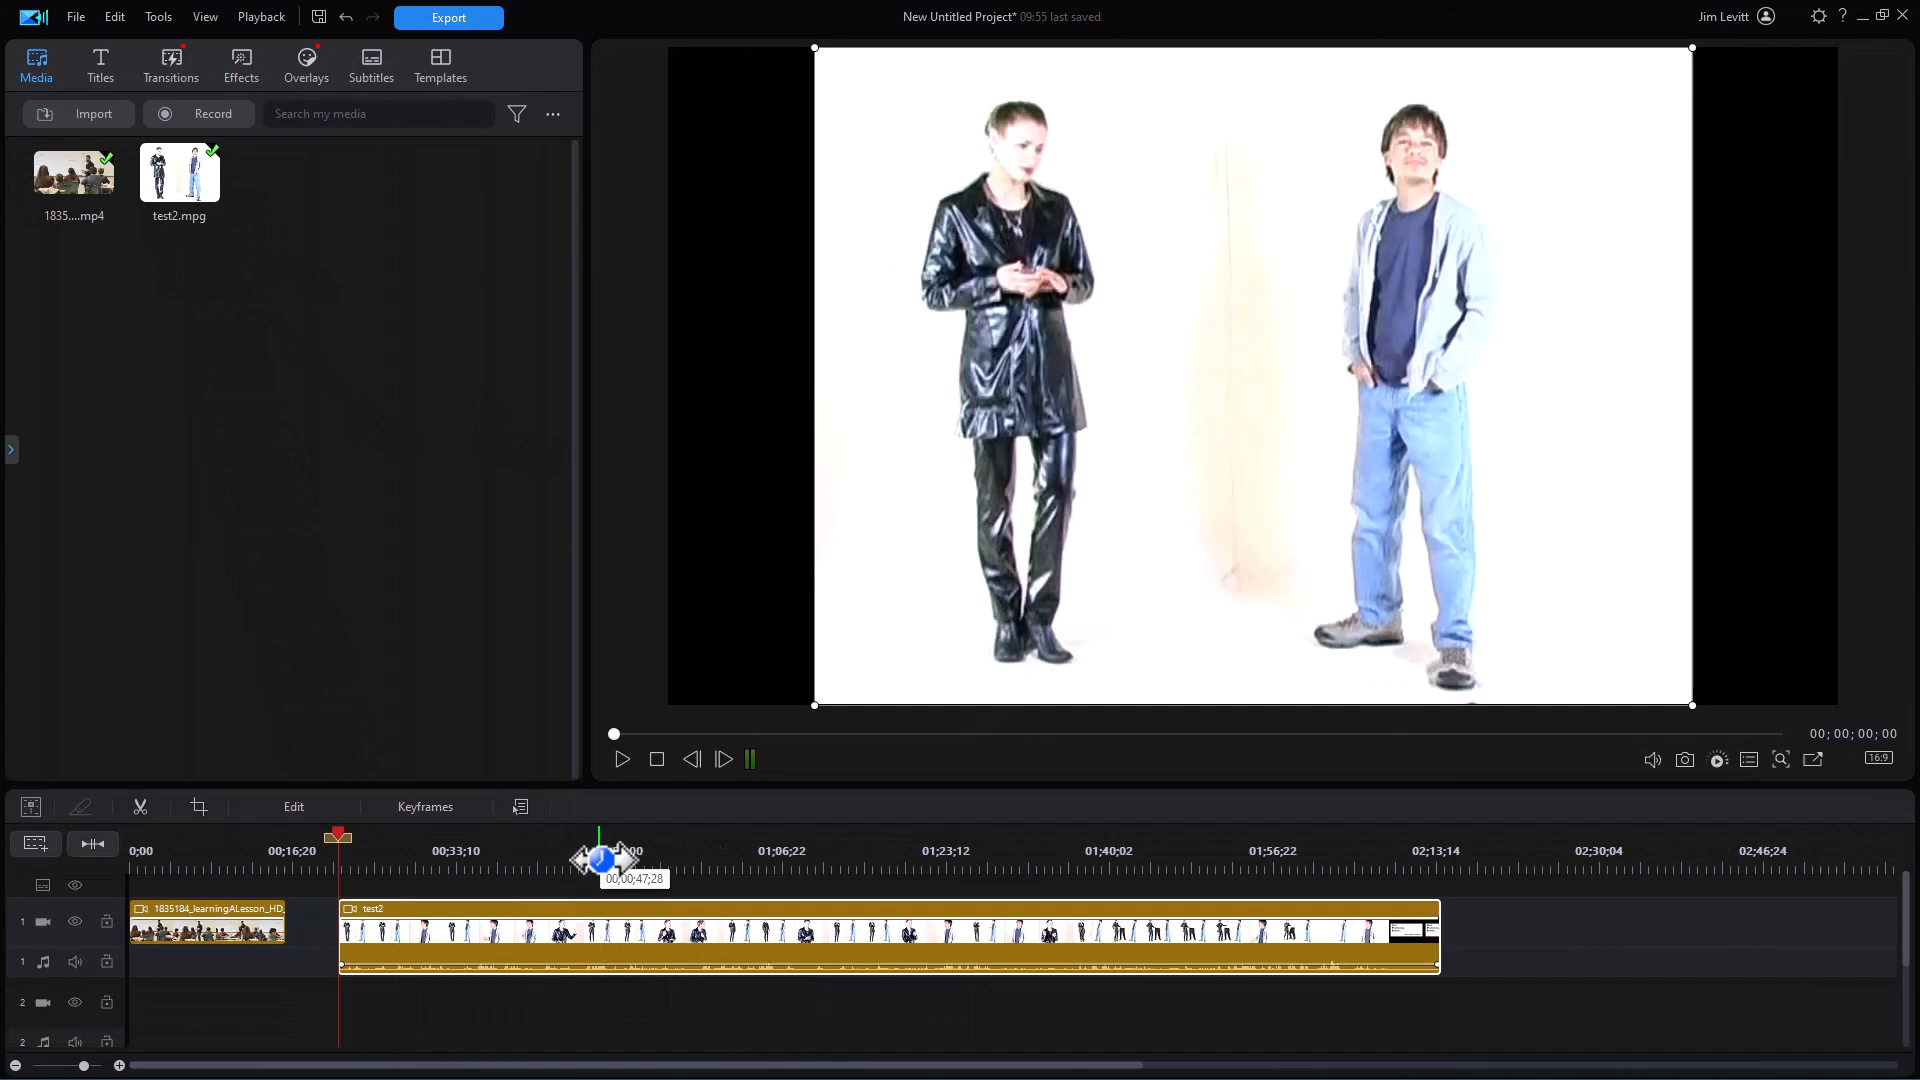 File Edit Tools View Playback Export New Untitled Project* 09:55 last saved Jim Levitt ?
Media Titles Transitions Effects Overlays Subtitles Templates
Import Record Search my media
1835....mp4 test2.mpg
00; 00; 00; 00
16:9
Edit Keyframes
0;00 00;16;20 00;33;10 01;06;22 01;23;12 01;40;02 01;56;22 02;13;14 02;30;04 02;46;24
00;00;47;28
1 1835184_learningALesson_HD. test2
1
2
2